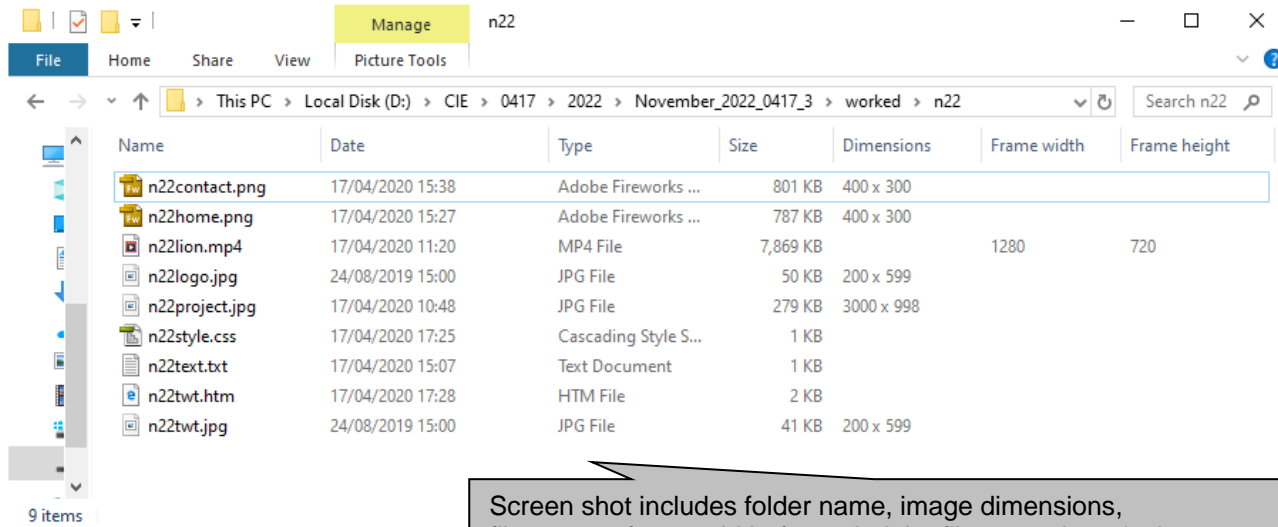 Manage n22
File Home Share View Picture Tools
This PC > Local Disk (D:) > CIE > 0417 > 2022 > November_2022_0417_3 > worked > n22 Search n22
Name Date Type Size Dimensions Frame width Frame height
n22contact.png 17/04/2020 15:38 Adobe Fireworks ... 801 KB 400 x 300
n22home.png 17/04/2020 15:27 Adobe Fireworks ... 787 KB 400 x 300
n22lion.mp4 17/04/2020 11:20 MP4 File 7,869 KB 1280 720
n22logo.jpg 24/08/2019 15:00 JPG File 50 KB 200 x 599
n22project.jpg 17/04/2020 10:48 JPG File 279 KB 3000 x 998
n22style.css 17/04/2020 17:25 Cascading Style S... 1 KB
n22text.txt 17/04/2020 15:07 Text Document 1 KB
n22twt.htm 17/04/2020 17:28 HTM File 2 KB
n22twt.jpg 24/08/2019 15:00 JPG File 41 KB 200 x 599
9 items
Screen shot includes folder name, image dimensions,